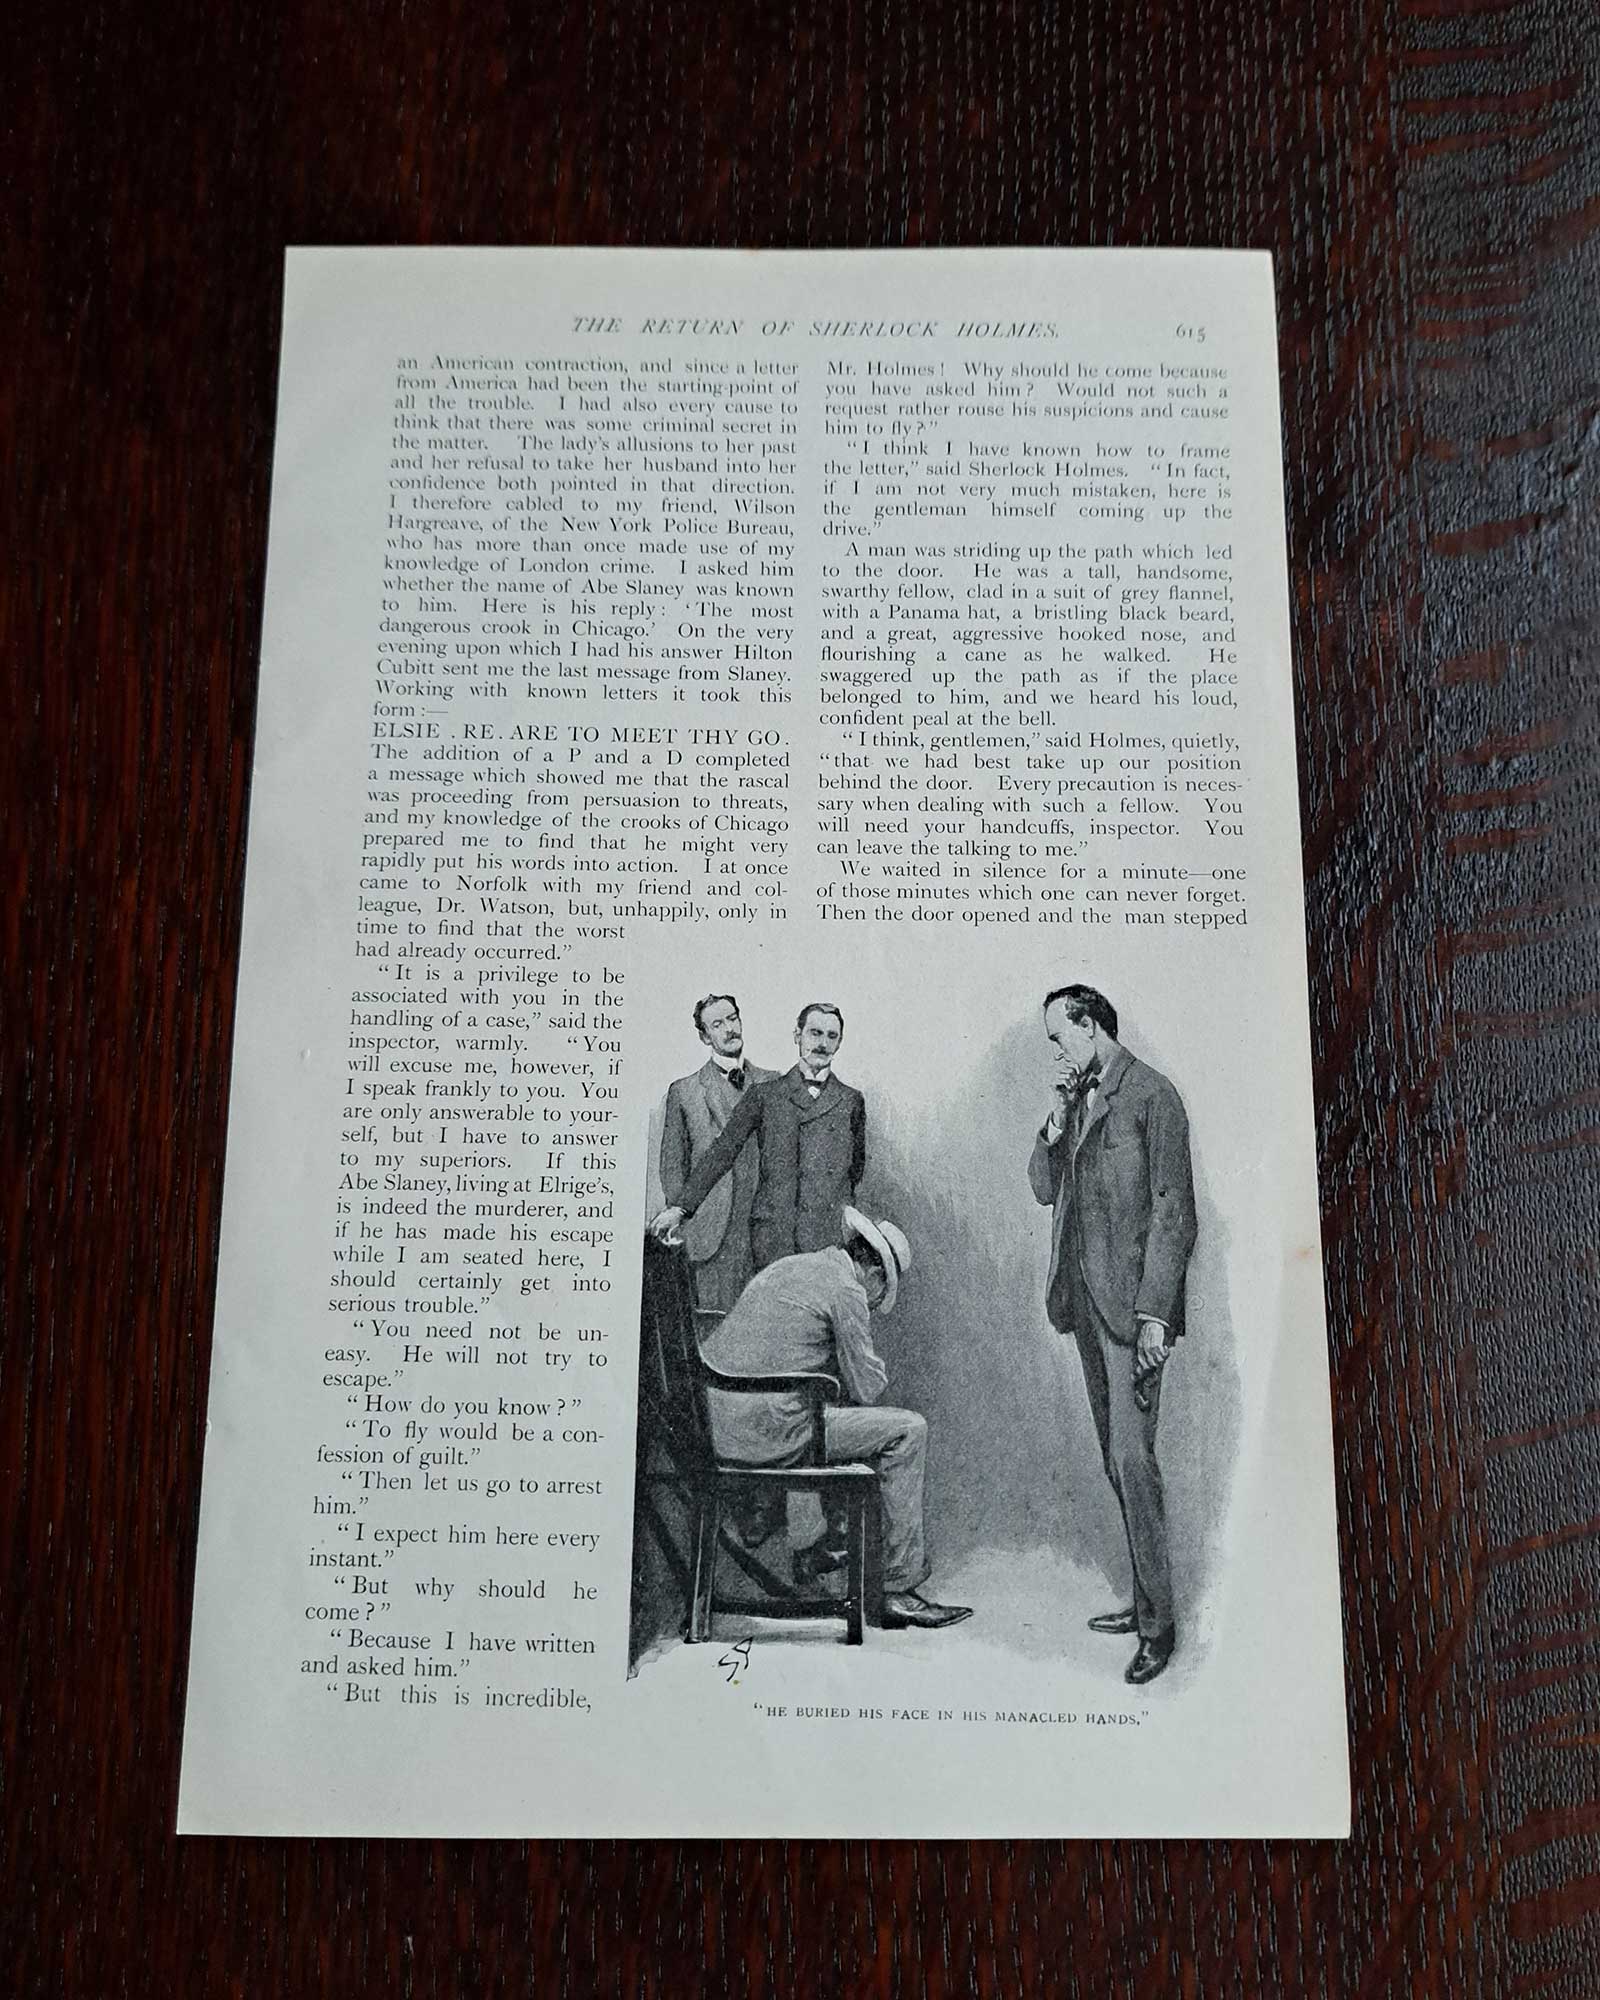 THE RETURN OF SHERLOCK HOLMES. 615
an American contraction, and since a letter
from America had been the starting-point of
all the trouble. I had also every cause to
think that there was some criminal secret in
the matter. The lady's allusions to her past
and her refusal to take her husband into her
confidence both pointed in that direction.
I therefore cabled to my friend, Wilson
Hargreave, of the New York Police Bureau,
who has more than once made use of my
knowledge of London crime. I asked him
whether the name of Abe Slaney was known
to him. Here is his reply: 'The most
dangerous crook in Chicago.' On the very
evening upon which I had his answer Hilton
Cubitt sent me the last message from Slaney.
Working with known letters it took this
form:—
ELSIE . RE . ARE TO MEET THY GO .
The addition of a P and a D completed
a message which showed me that the rascal
was proceeding from persuasion to threats,
and my knowledge of the crooks of Chicago
prepared me to find that he might very
rapidly put his words into action. I at once
came to Norfolk with my friend and col-
league, Dr. Watson, but, unhappily, only in
time to find that the worst
had already occurred."
"It is a privilege to be
associated with you in the
handling of a case," said the
inspector, warmly. "You
will excuse me, however, if
I speak frankly to you. You
are only answerable to your-
self, but I have to answer
to my superiors. If this
Abe Slaney, living at Elrige's,
is indeed the murderer, and
if he has made his escape
while I am seated here, I
should certainly get into
serious trouble."
"You need not be un-
easy. He will not try to
escape."
"How do you know?"
"To fly would be a con-
fession of guilt."
"Then let us go to arrest
him."
"I expect him here every
instant."
"But why should he
come?"
"Because I have written
and asked him."
"But this is incredible,
Mr. Holmes! Why should he come because
you have asked him? Would not such a
request rather rouse his suspicions and cause
him to fly?"
"I think I have known how to frame
the letter," said Sherlock Holmes. "In fact,
if I am not very much mistaken, here is
the gentleman himself coming up the
drive."
A man was striding up the path which led
to the door. He was a tall, handsome,
swarthy fellow, clad in a suit of grey flannel,
with a Panama hat, a bristling black beard,
and a great, aggressive hooked nose, and
flourishing a cane as he walked. He
swaggered up the path as if the place
belonged to him, and we heard his loud,
confident peal at the bell.
"I think, gentlemen," said Holmes, quietly,
"that we had best take up our position
behind the door. Every precaution is neces-
sary when dealing with such a fellow. You
will need your handcuffs, inspector. You
can leave the talking to me."
We waited in silence for a minute—one
of those minutes which one can never forget.
Then the door opened and the man stepped
SP
"HE BURIED HIS FACE IN HIS MANACLED HANDS."